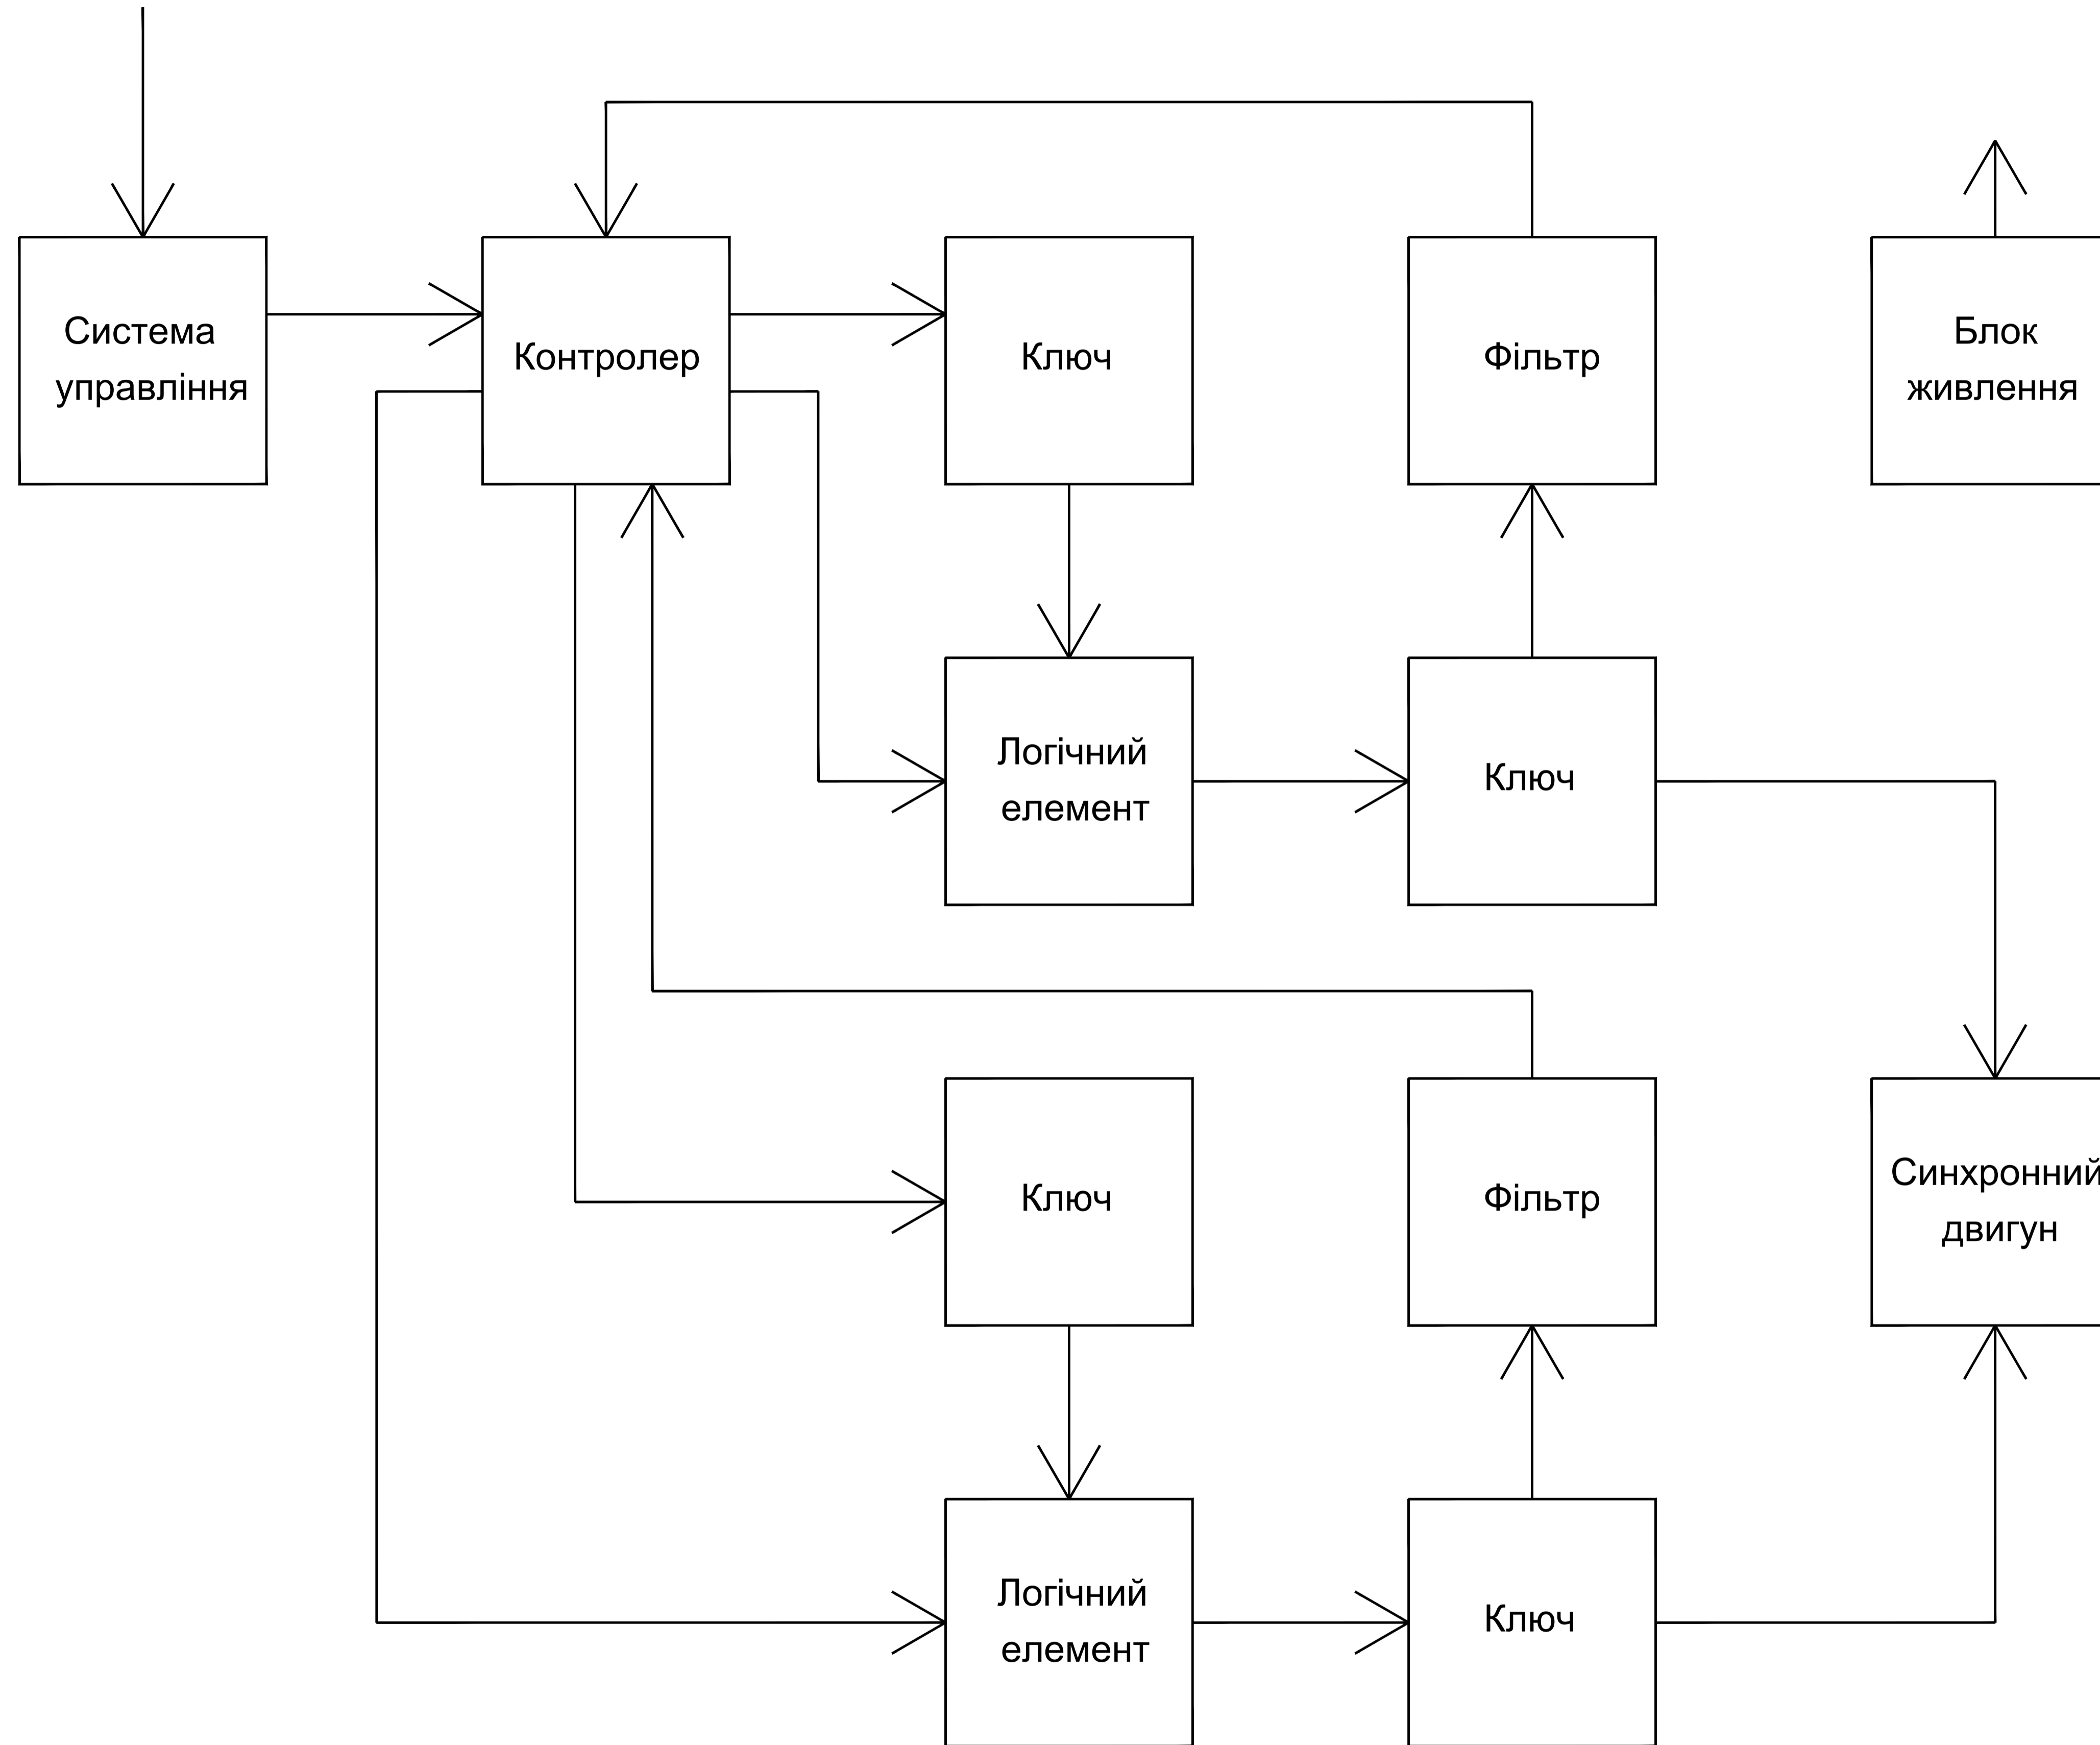 Система
управління
Контролер
Ключ
Фільтр
Блок
живлення
Логічний
елемент
Ключ
Ключ
Фільтр
Синхронний
двигун
Логічний
елемент
Ключ